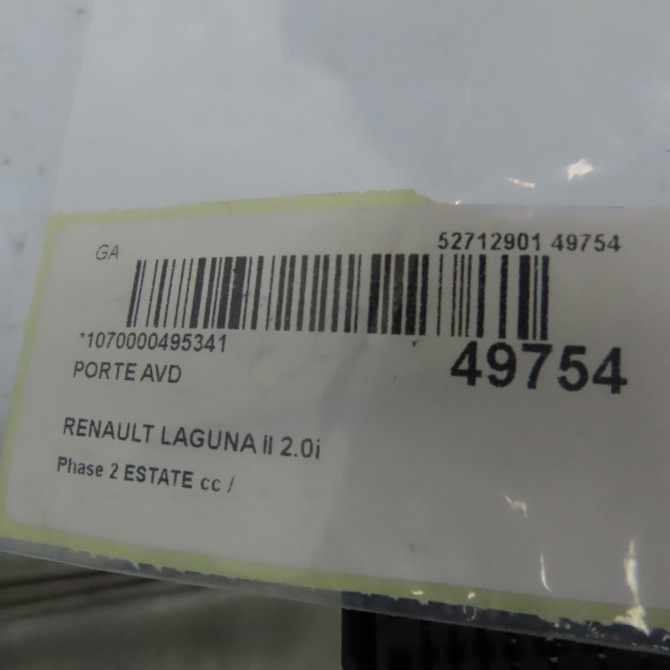 GA
52712901 49754
*1070000495341
49754
PORTE AVD
RENAULT LAGUNA II 2.0i
Phase 2 ESTATE cc /